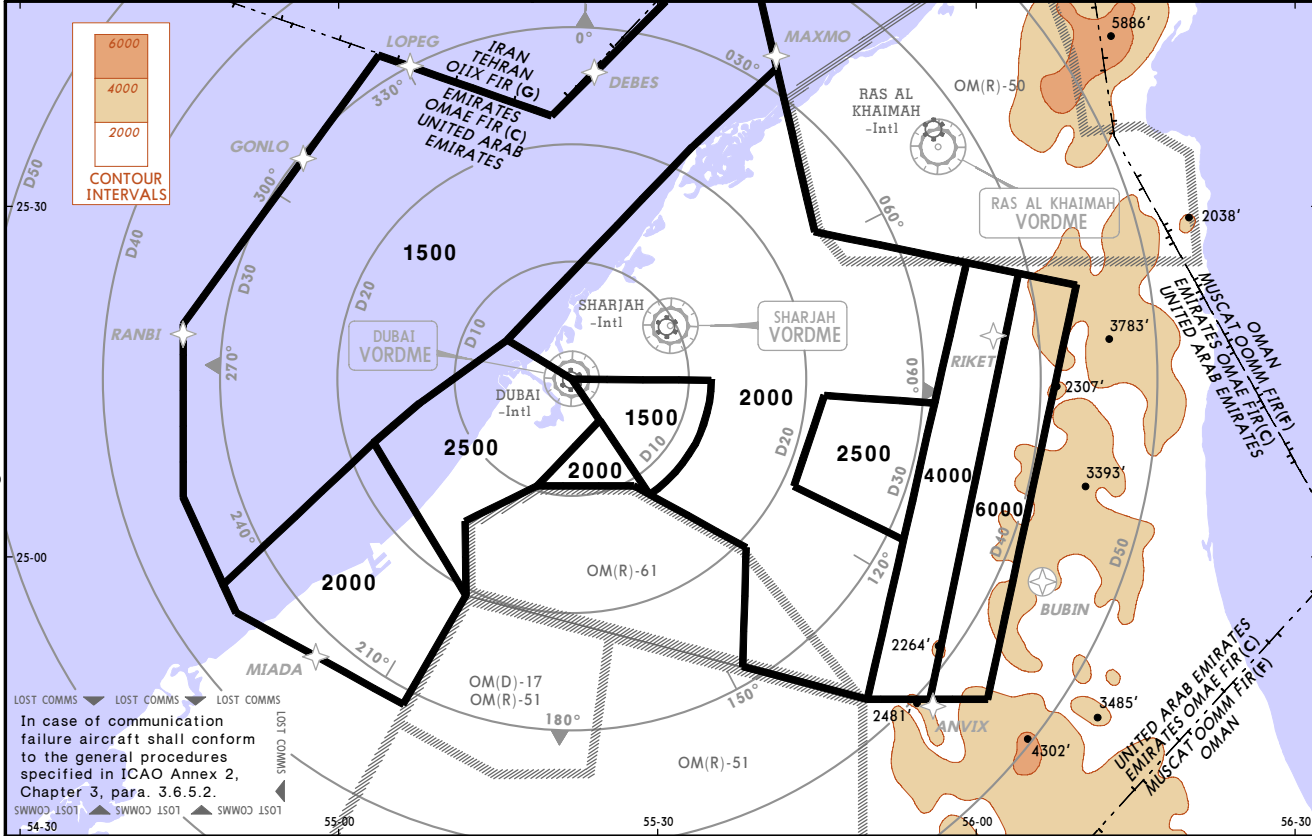 6000
4000
2000
CONTOUR
INTERVALS
LOPEG
0°
IRAN
TEHRAN
OIIX FIR (G)
EMIRATES
OMAE FIR (C)
UNITED ARAB
EMIRATES
DEBES
030°
MAXMO
5886'
OM(R)-50
RAS AL
KHAIMAH
-Intl
330°
GONLO
300°
D50
25-30
D40
D30
D20
D10
1500
060°
RAS AL KHAIMAH
VORDME
2038'
MUSCAT OOMM FIR(F)
OMAN
EMIRATES OMAE FIR(C)
UNITED ARAB EMIRATES
SHARJAH
-Intl
SHARJAH
VORDME
DUBAI
VORDME
RANBI
270°
RIKET
3783'
090°
2307'
DUBAI
-Intl
1500
2000
2500
2000
D10
D20
2500
D30
4000
6000
3393'
D40
D50
240°
25-00
2000
OM(R)-61
120°
BUBIN
2264'
MIADA
210°
OM(D)-17
OM(R)-51
150°
180°
2481'
ANVIX
3485'
4302'
OM(R)-51
UNITED ARAB EMIRATES
EMIRATES OMAE FIR(C)
MUSCAT OOMM FIR(F)
OMAN
LOST COMMS LOST COMMS LOST COMMS
In case of communication
failure aircraft shall conform
to the general procedures
specified in ICAO Annex 2,
Chapter 3, para. 3.6.5.2.
LOST COMMS
LOST COMMS LOST COMMS LOST COMMS
54-30
55-00
55-30
56-00
56-30